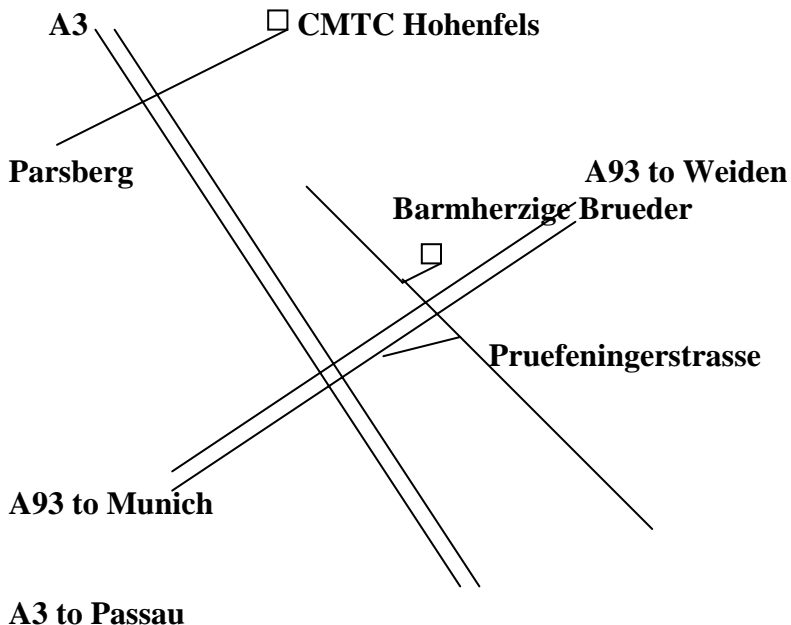 A3
CMTC Hohenfels
Parsberg
A93 to Weiden
Barmherzige Brueder
Pruefeningerstrasse
A93 to Munich
A3 to Passau